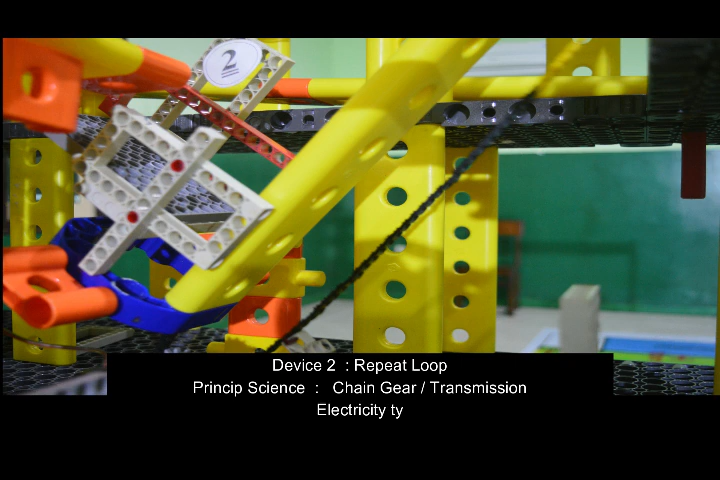 2
Device 2 : Repeat Loop
Princip Science : Chain Gear / Transmission
Electricity ty